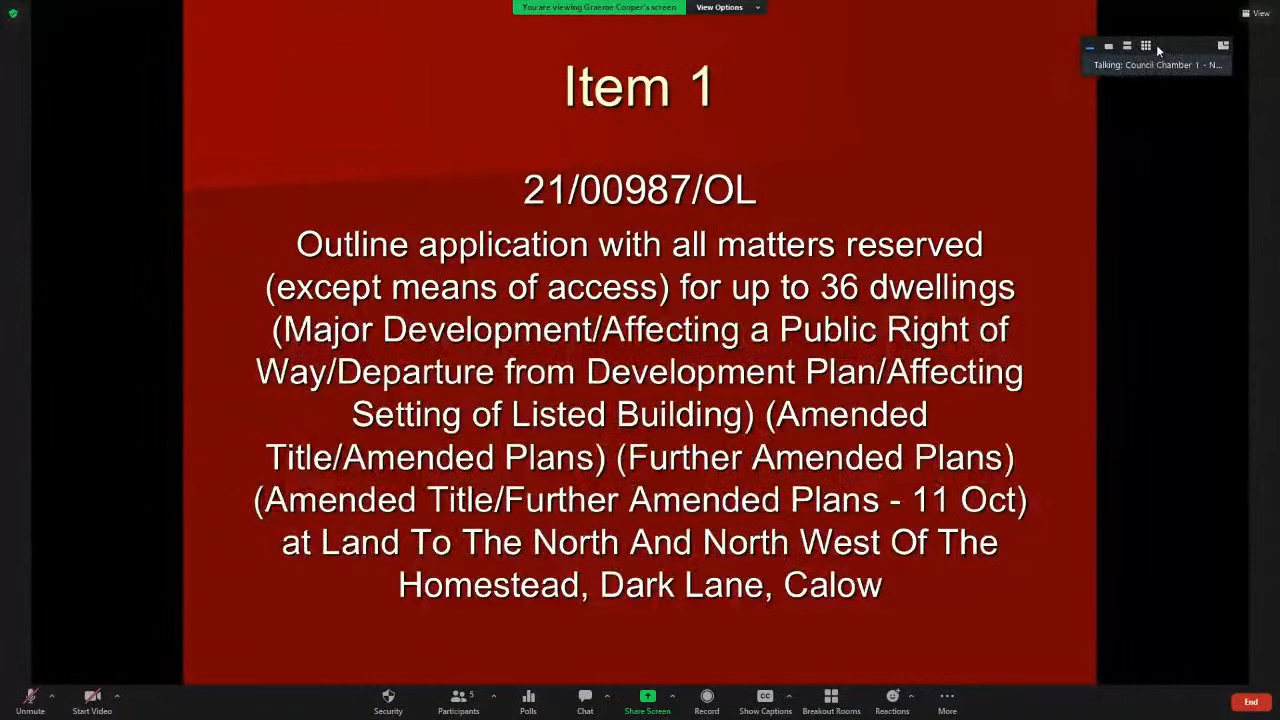 You are viewing Graeme Cooper's screen View Options
View
Talking: Council Chamber 1 - N...
Item 1
21/00987/OL
Outline application with all matters reserved
(except means of access) for up to 36 dwellings
(Major Development/Affecting a Public Right of
Way/Departure from Development Plan/Affecting
Setting of Listed Building) (Amended
Title/Amended Plans) (Further Amended Plans)
(Amended Title/Further Amended Plans - 11 Oct)
at Land To The North And North West Of The
Homestead, Dark Lane, Calow
5
CC
Unmute Start Video Security Participants Polls Chat Share Screen Record Show Captions Breakout Rooms Reactions More End